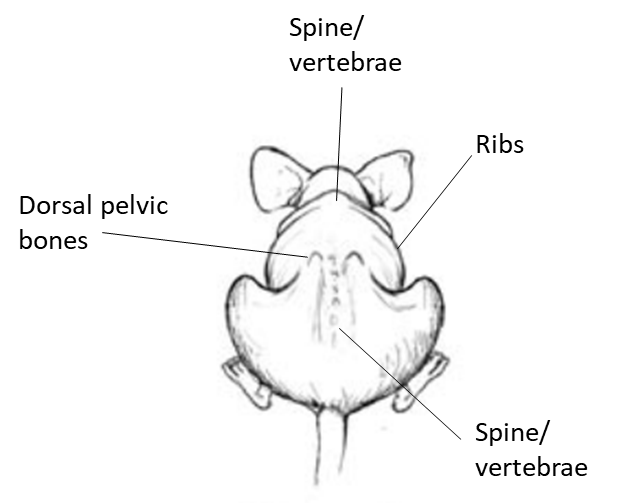 Spine/
vertebrae
Ribs
Dorsal pelvic
bones
Spine/
vertebrae